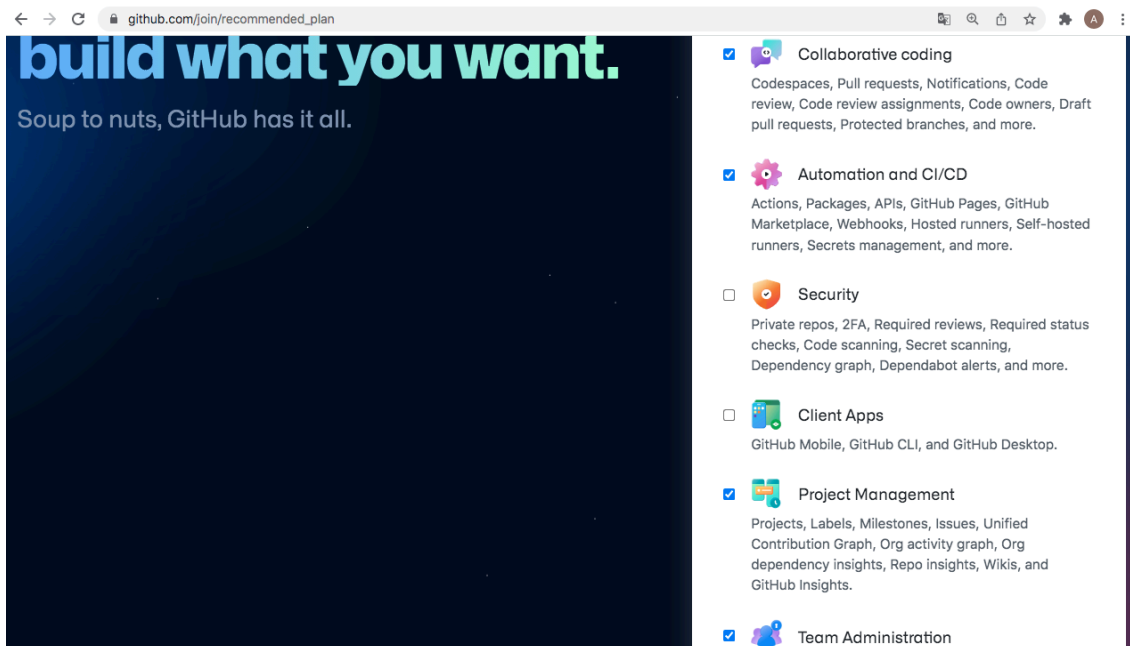 github.com/join/recommended_plan
A
build what you want.
Soup to nuts, GitHub has it all.
Collaborative coding
Codespaces, Pull requests, Notifications, Code
review, Code review assignments, Code owners, Draft
pull requests, Protected branches, and more.
Automation and CI/CD
Actions, Packages, APIs, GitHub Pages, GitHub
Marketplace, Webhooks, Hosted runners, Self-hosted
runners, Secrets management, and more.
Security
Private repos, 2FA, Required reviews, Required status
checks, Code scanning, Secret scanning,
Dependency graph, Dependabot alerts, and more.
Client Apps
GitHub Mobile, GitHub CLI, and GitHub Desktop.
Project Management
Projects, Labels, Milestones, Issues, Unified
Contribution Graph, Org activity graph, Org
dependency insights, Repo insights, Wikis, and
GitHub Insights.
Team Administration